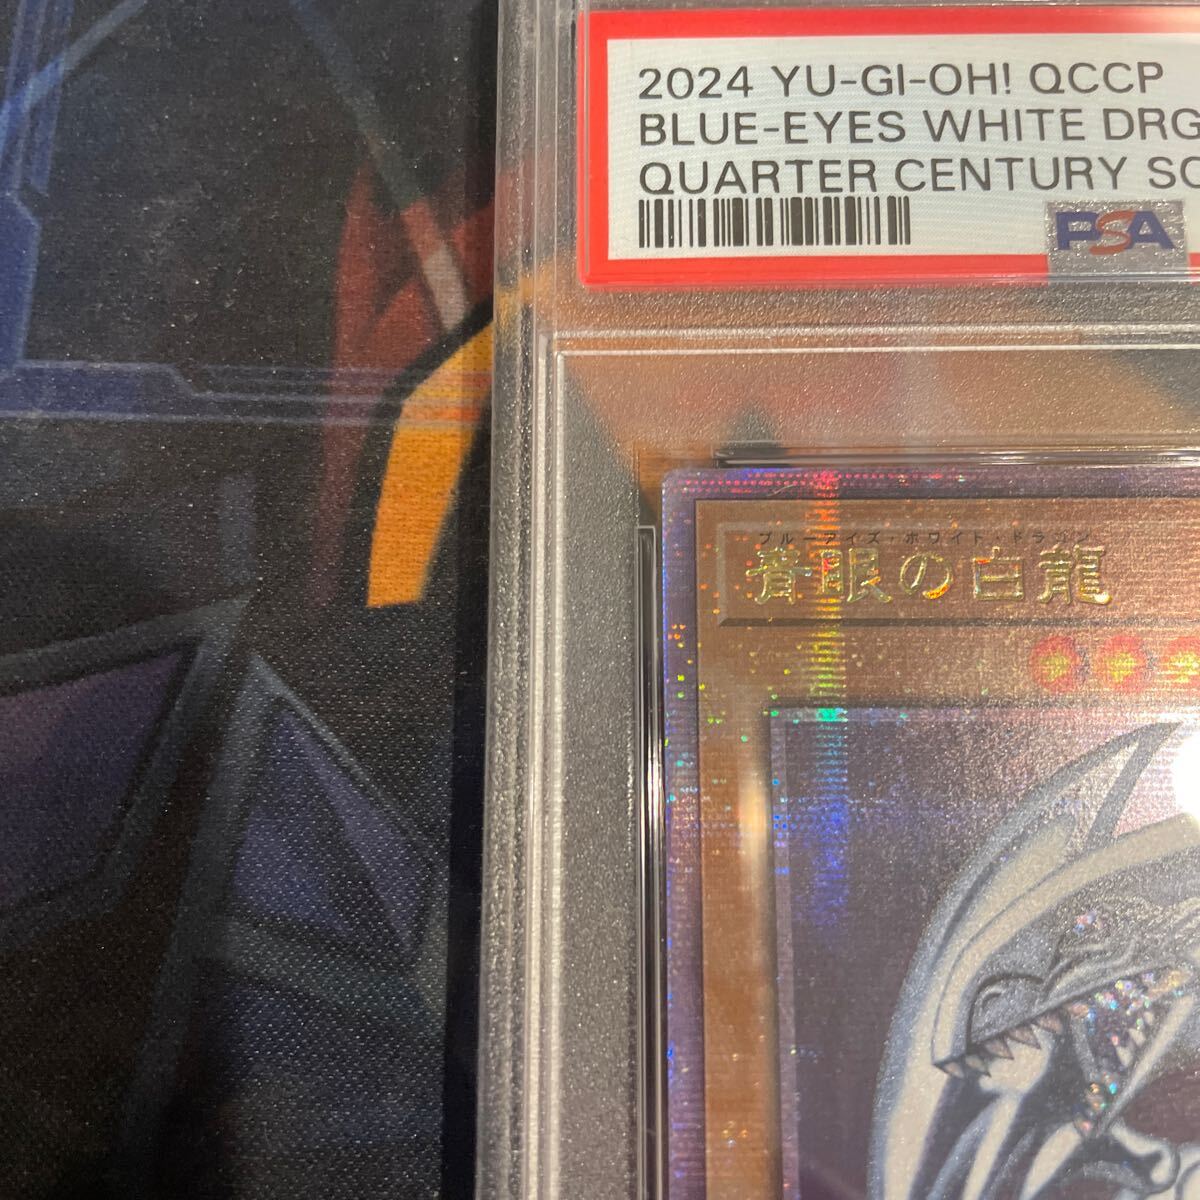 2024 YU-GI-OH! QCCP
BLUE-EYES WHITE DRG
QUARTER CENTURY SC
PSA
ブルーアイズ・ホワイト・ドラゴン
青眼の白龍